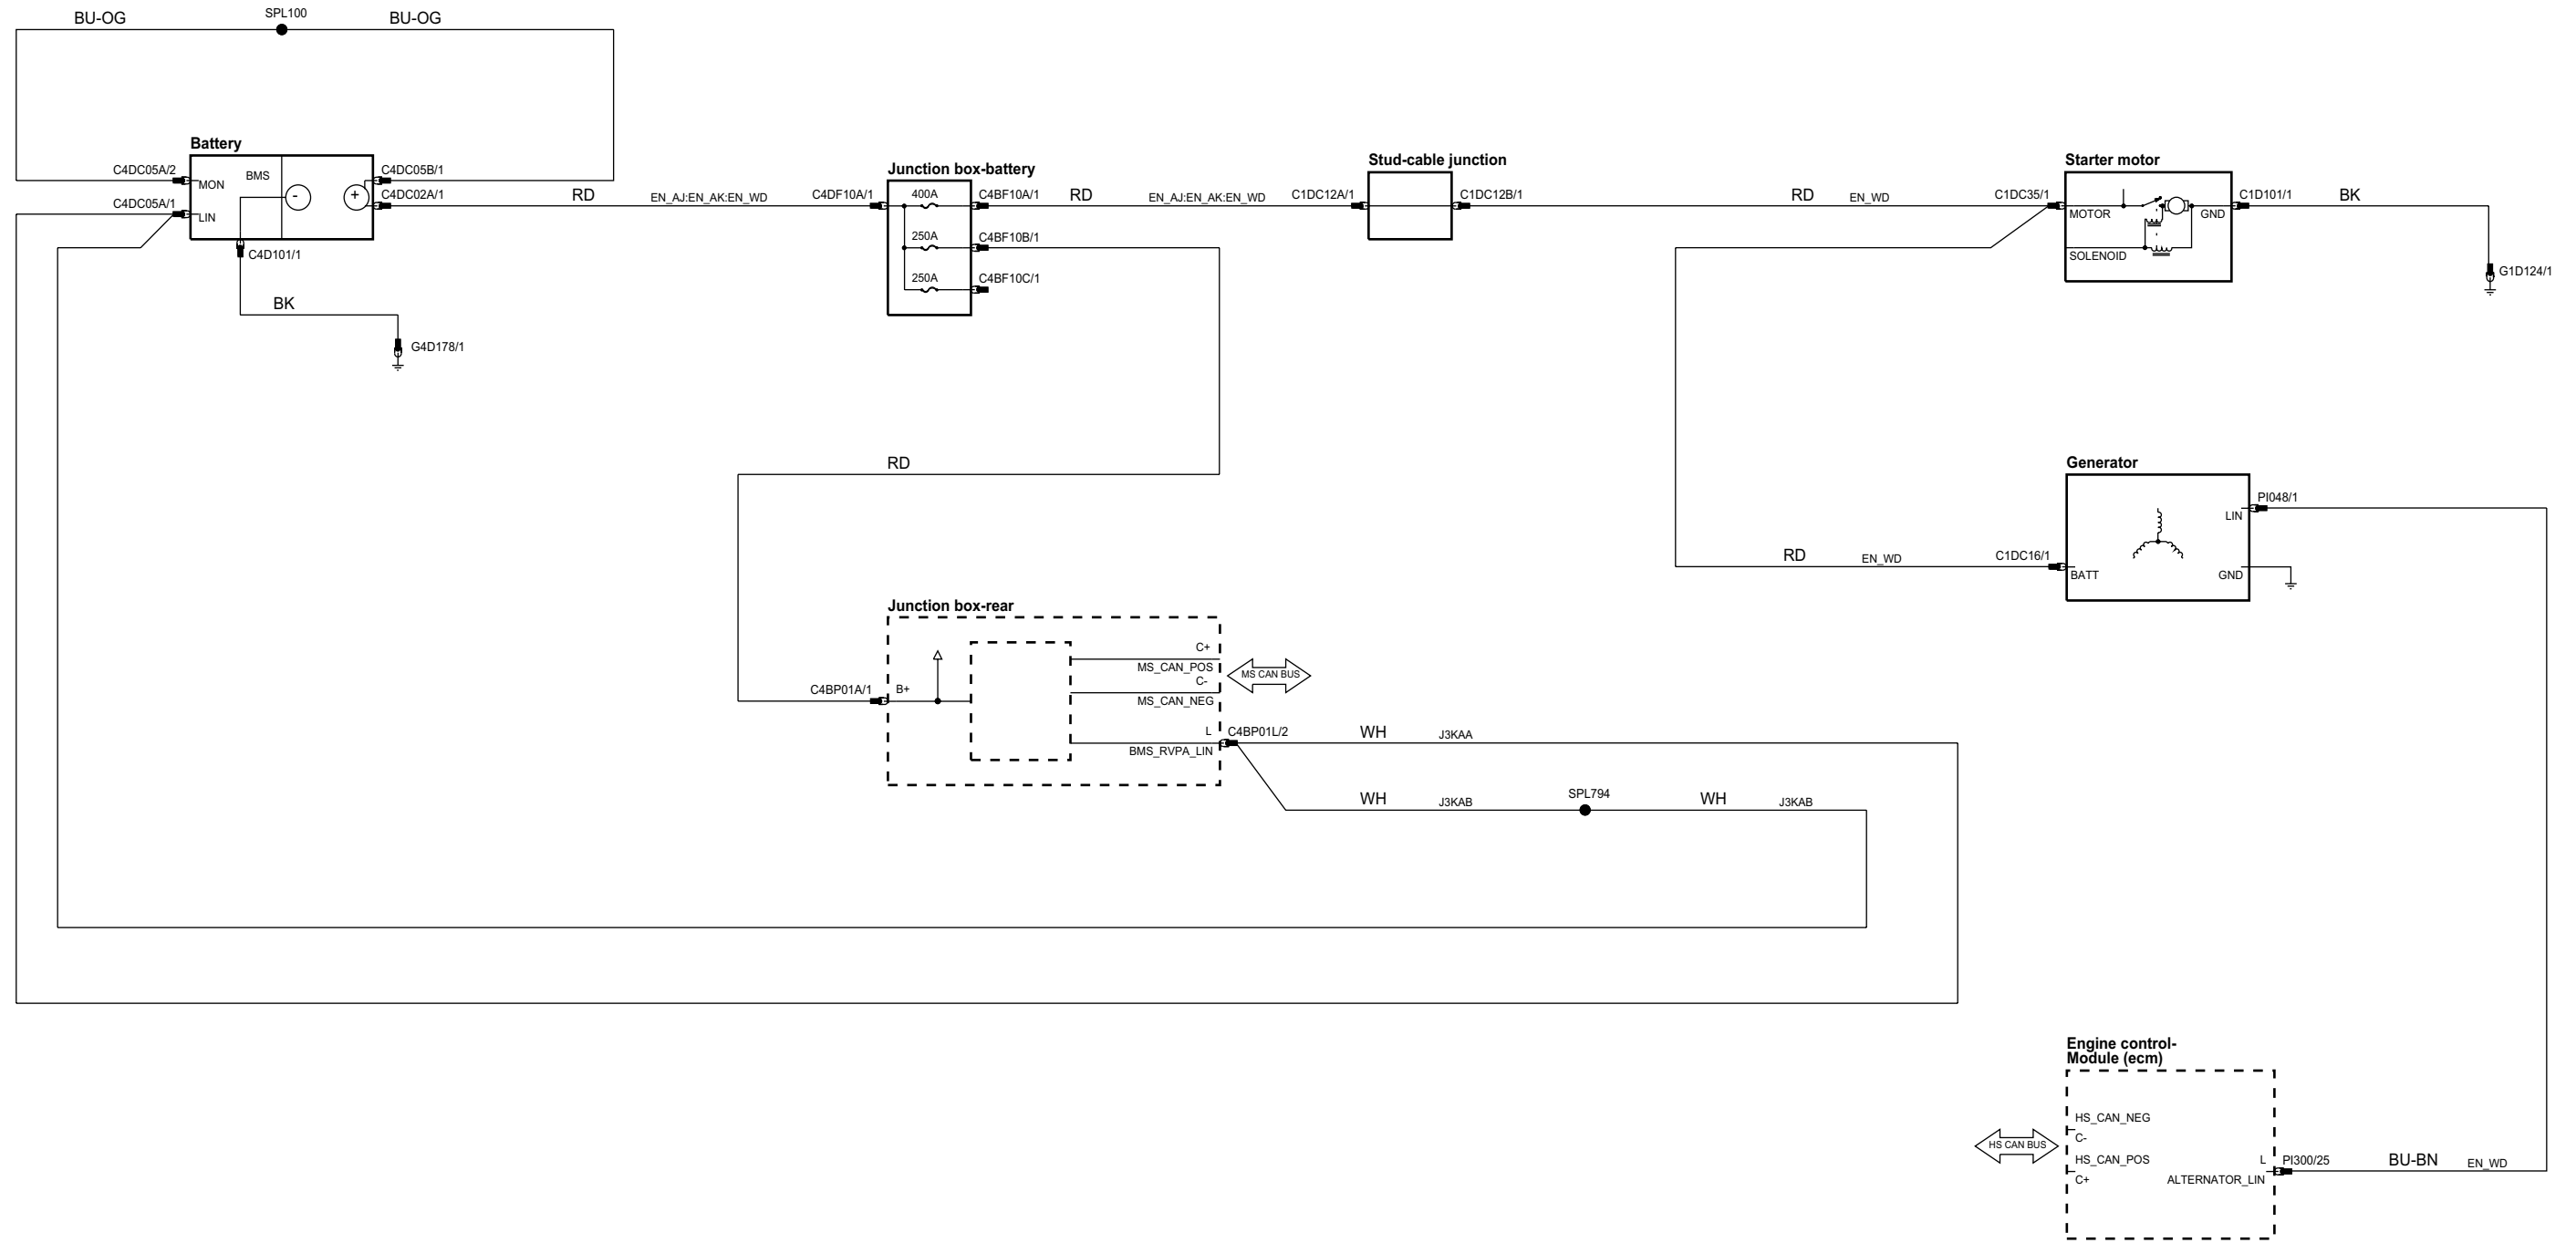 BU-OG
SPL100
BU-OG
Battery
C4DC05A/2
MON
BMS
-
+
C4DC05B/1
C4DC05A/1
LIN
C4DC02A/1
RD
EN_AJ:EN_AK:EN_WD
C4D101/1
BK
G4D178/1
Junction box-battery
C4DF10A/1
400A
C4BF10A/1
RD
EN_AJ:EN_AK:EN_WD
250A
C4BF10B/1
250A
C4BF10C/1
Stud-cable junction
C1DC12A/1
C1DC12B/1
RD
EN_WD
Starter motor
C1DC35/1
MOTOR
GND
SOLENOID
C1D101/1
BK
G1D124/1
RD
Generator
PI048/1
LIN
RD
EN_WD
C1DC16/1
BATT
GND
Junction box-rear
C4BP01A/1
B+
C+
MS_CAN_POS
C-
MS_CAN_NEG
MS CAN BUS
L
BMS_RVPA_LIN
C4BP01L/2
WH
J3KAA
WH
J3KAB
SPL794
WH
J3KAB
Engine control-
Module (ecm)
HS_CAN_NEG
C-
HS CAN BUS
HS_CAN_POS
C+
L
ALTERNATOR_LIN
PI300/25
BU-BN
EN_WD